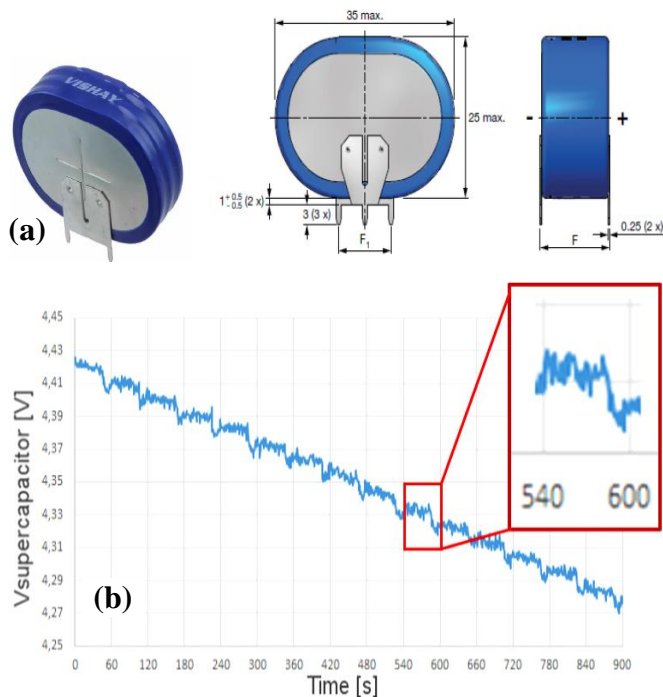 VISHAY
(a)
35 max.
25 max.
1 +0.5 -0.5 (2 x)
3 (3 x)
F1
- +
F
0.25 (2 x)
Vsupercapacitor [V]
4,45
4,43
4,41
4,39
4,37
4,35
4,33
4,31
4,29
4,27
4,25
(b)
0 60 120 180 240 300 360 420 480 540 600 660 720 780 840 900
Time [s]
540 600